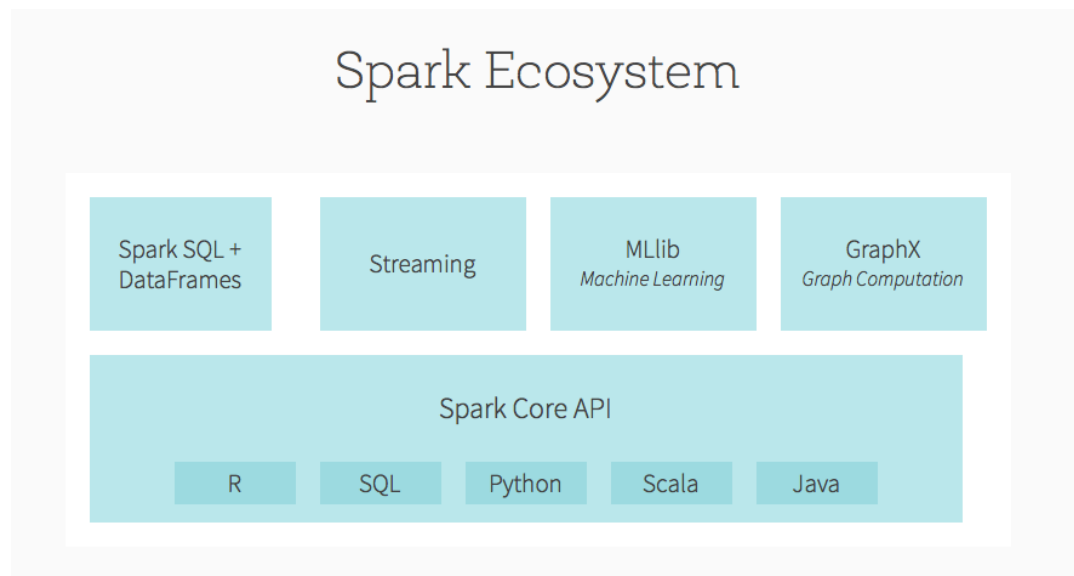 Spark Ecosystem
Spark SQL +
DataFrames
Streaming
MLlib
Machine Learning
GraphX
Graph Computation
Spark Core API
R
SQL
Python
Scala
Java